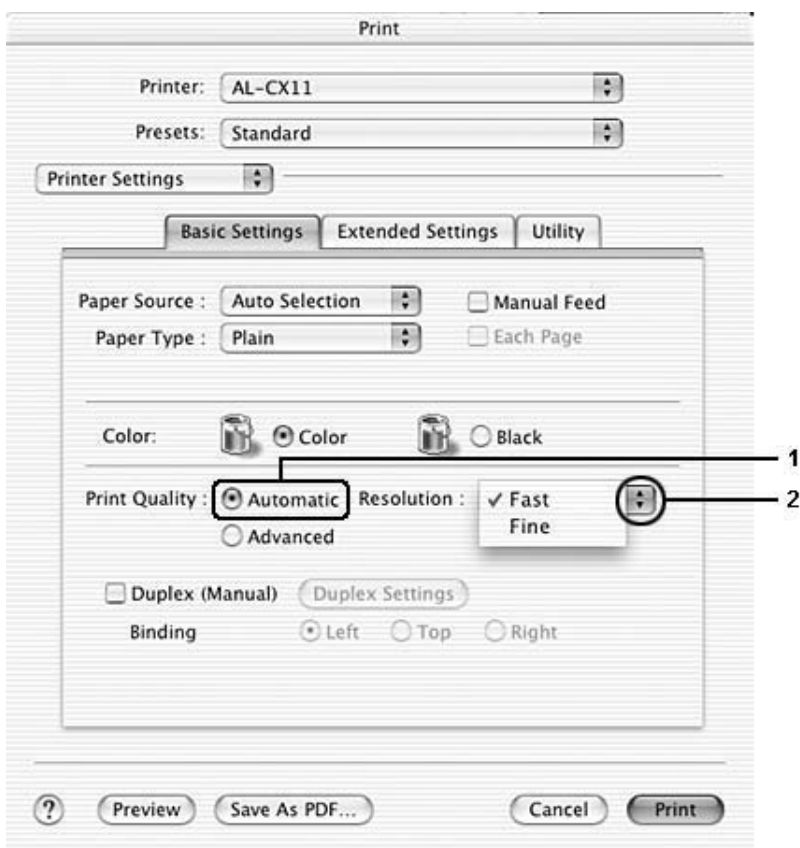 Print
Printer: AL-CX11
Presets: Standard
Printer Settings
Basic Settings Extended Settings Utility
Paper Source : Auto Selection Manual Feed
Paper Type : Plain Each Page
Color: Color Black
1
Print Quality : Automatic Resolution : ✓ Fast 2
Advanced Fine
Duplex (Manual) Duplex Settings
Binding Left Top Right
? Preview Save As PDF... Cancel Print